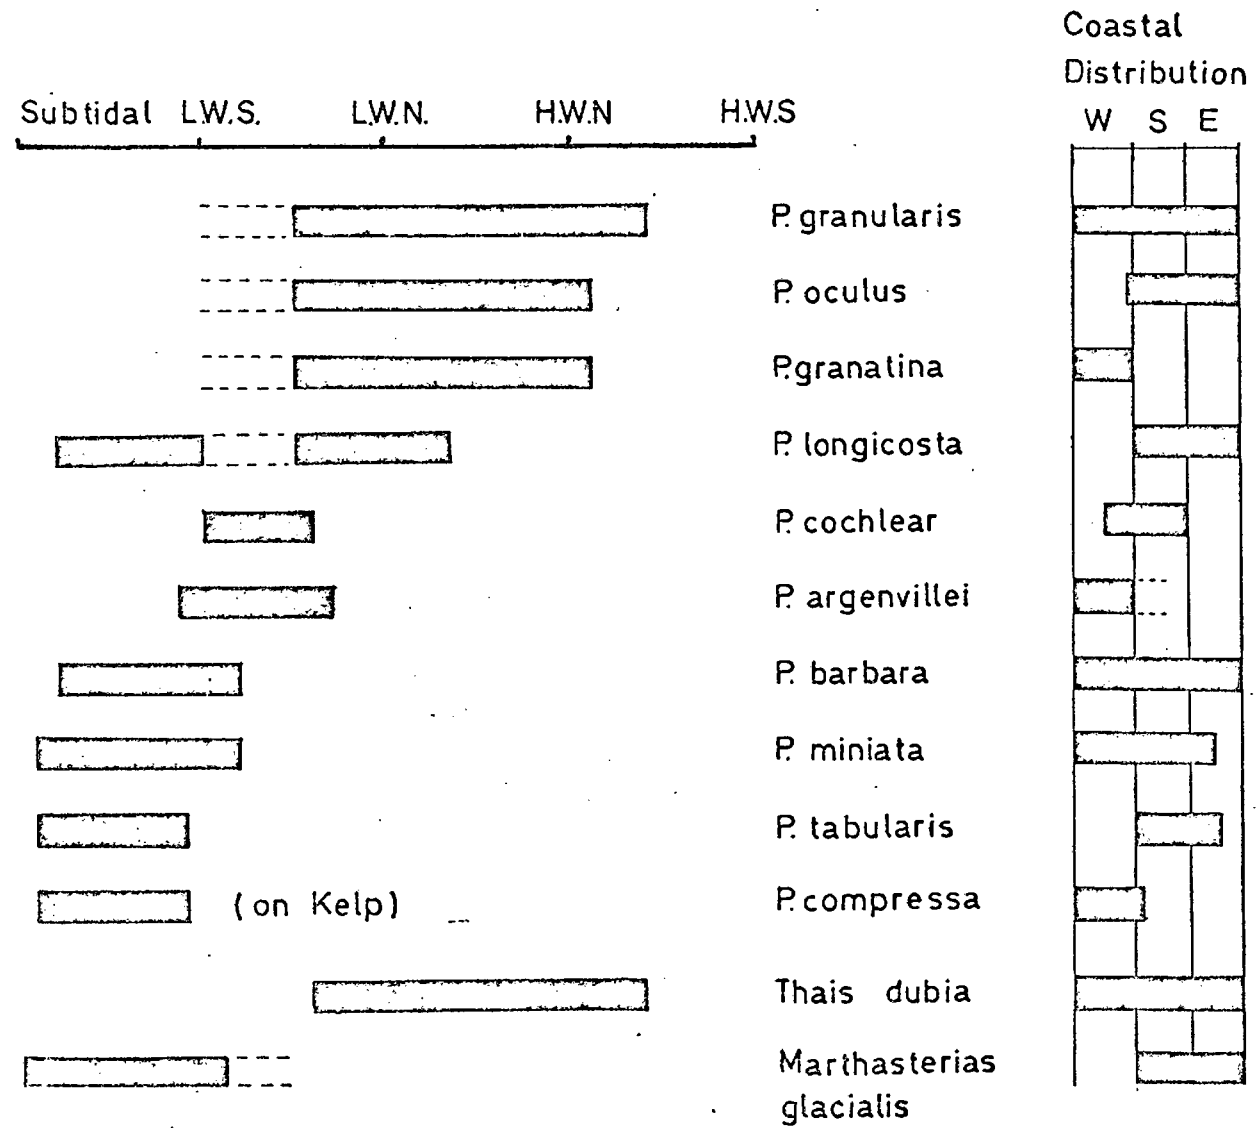 Coastal
Distribution
Subtidal L.W.S. L.W.N. H.W.N H.W.S
W S E
P. granularis
P. oculus
P. granatina
P. longicosta
P. cochlear
P. argenvillei
P. barbara
P. miniata
P. tabularis
(on Kelp) P. compressa
Thais dubia
Marthasterias
glacialis